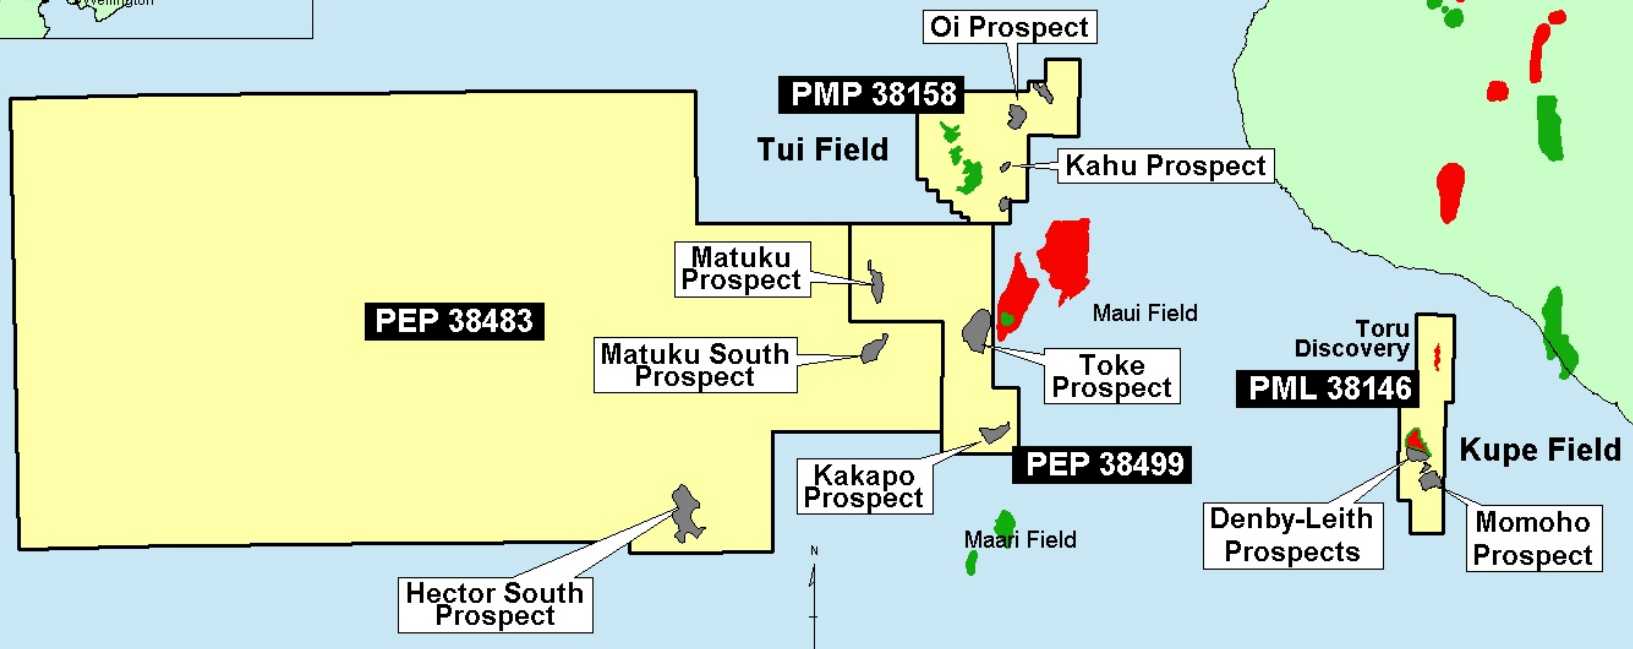 Wellington
Oi Prospect
PMP 38158
Tui Field
Kahu Prospect
Matuku
Prospect
PEP 38483
Maui Field
Matuku South
Prospect
Toke
Prospect
Toru
Discovery
PML 38146
Kakapo
Prospect
PEP 38499
Kupe Field
Denby-Leith
Prospects
Momoho
Prospect
Maari Field
N
Hector South
Prospect